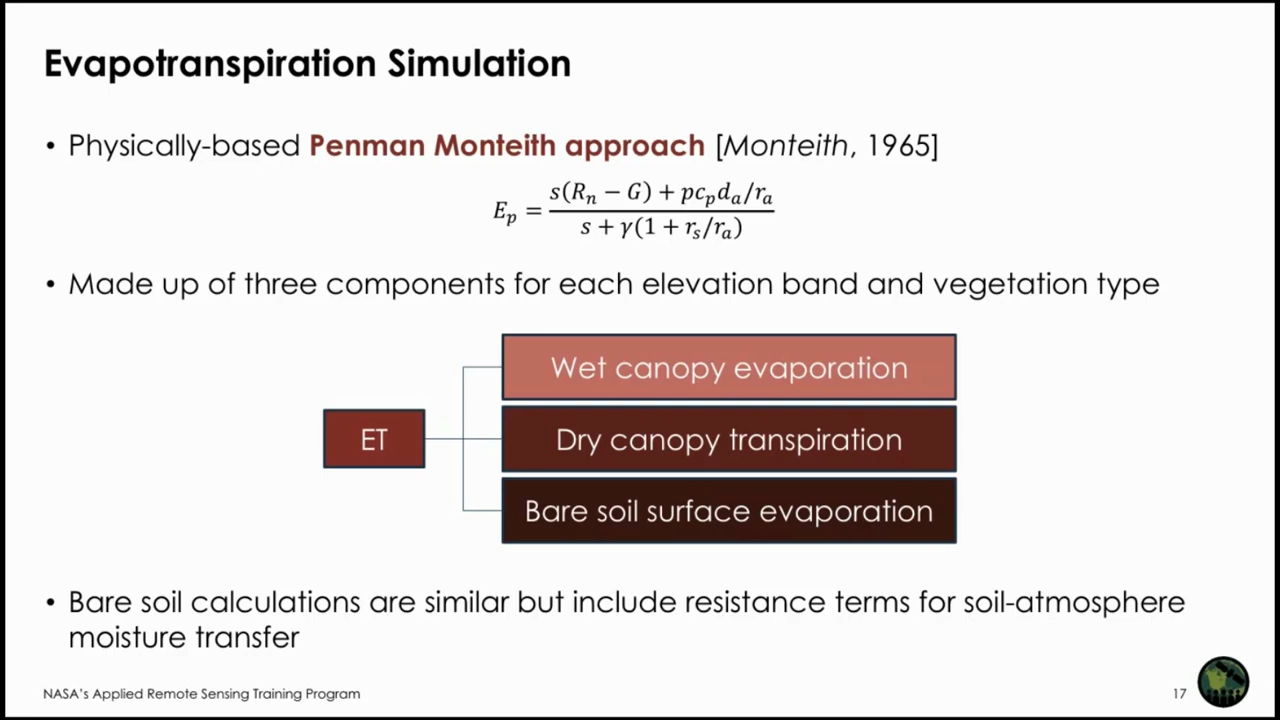 Evapotranspiration Simulation
• Physically-based Penman Monteith approach [Monteith, 1965]
E_p = (s(R_n − G) + pc_pd_a/r_a) / (s + γ(1 + r_s/r_a))
• Made up of three components for each elevation band and vegetation type
Wet canopy evaporation
ET
Dry canopy transpiration
Bare soil surface evaporation
• Bare soil calculations are similar but include resistance terms for soil-atmosphere
moisture transfer
NASA's Applied Remote Sensing Training Program
17